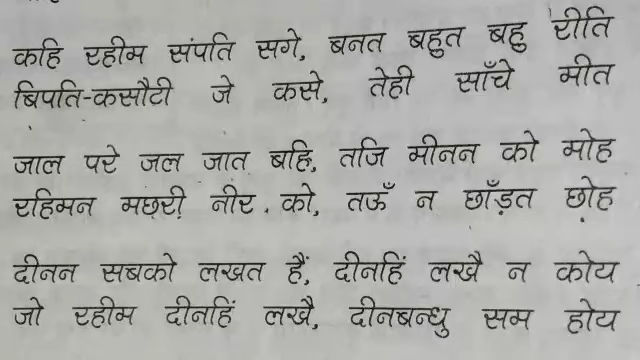 कहि रहीम संपति सगे, बनत बहुत बहु रीति
बिपति-कसौटी जे कसे, तेही साँचे मीत
जाल परे जल जात बहि, तजि मीनन को मोह
रहिमन मछरी नीर को, तऊँ न छाँड़त छोह
दीनन सबको लखत हैं, दीनहिं लखै न कोय
जो रहीम दीनहिं लखै, दीनबन्धु सम होय